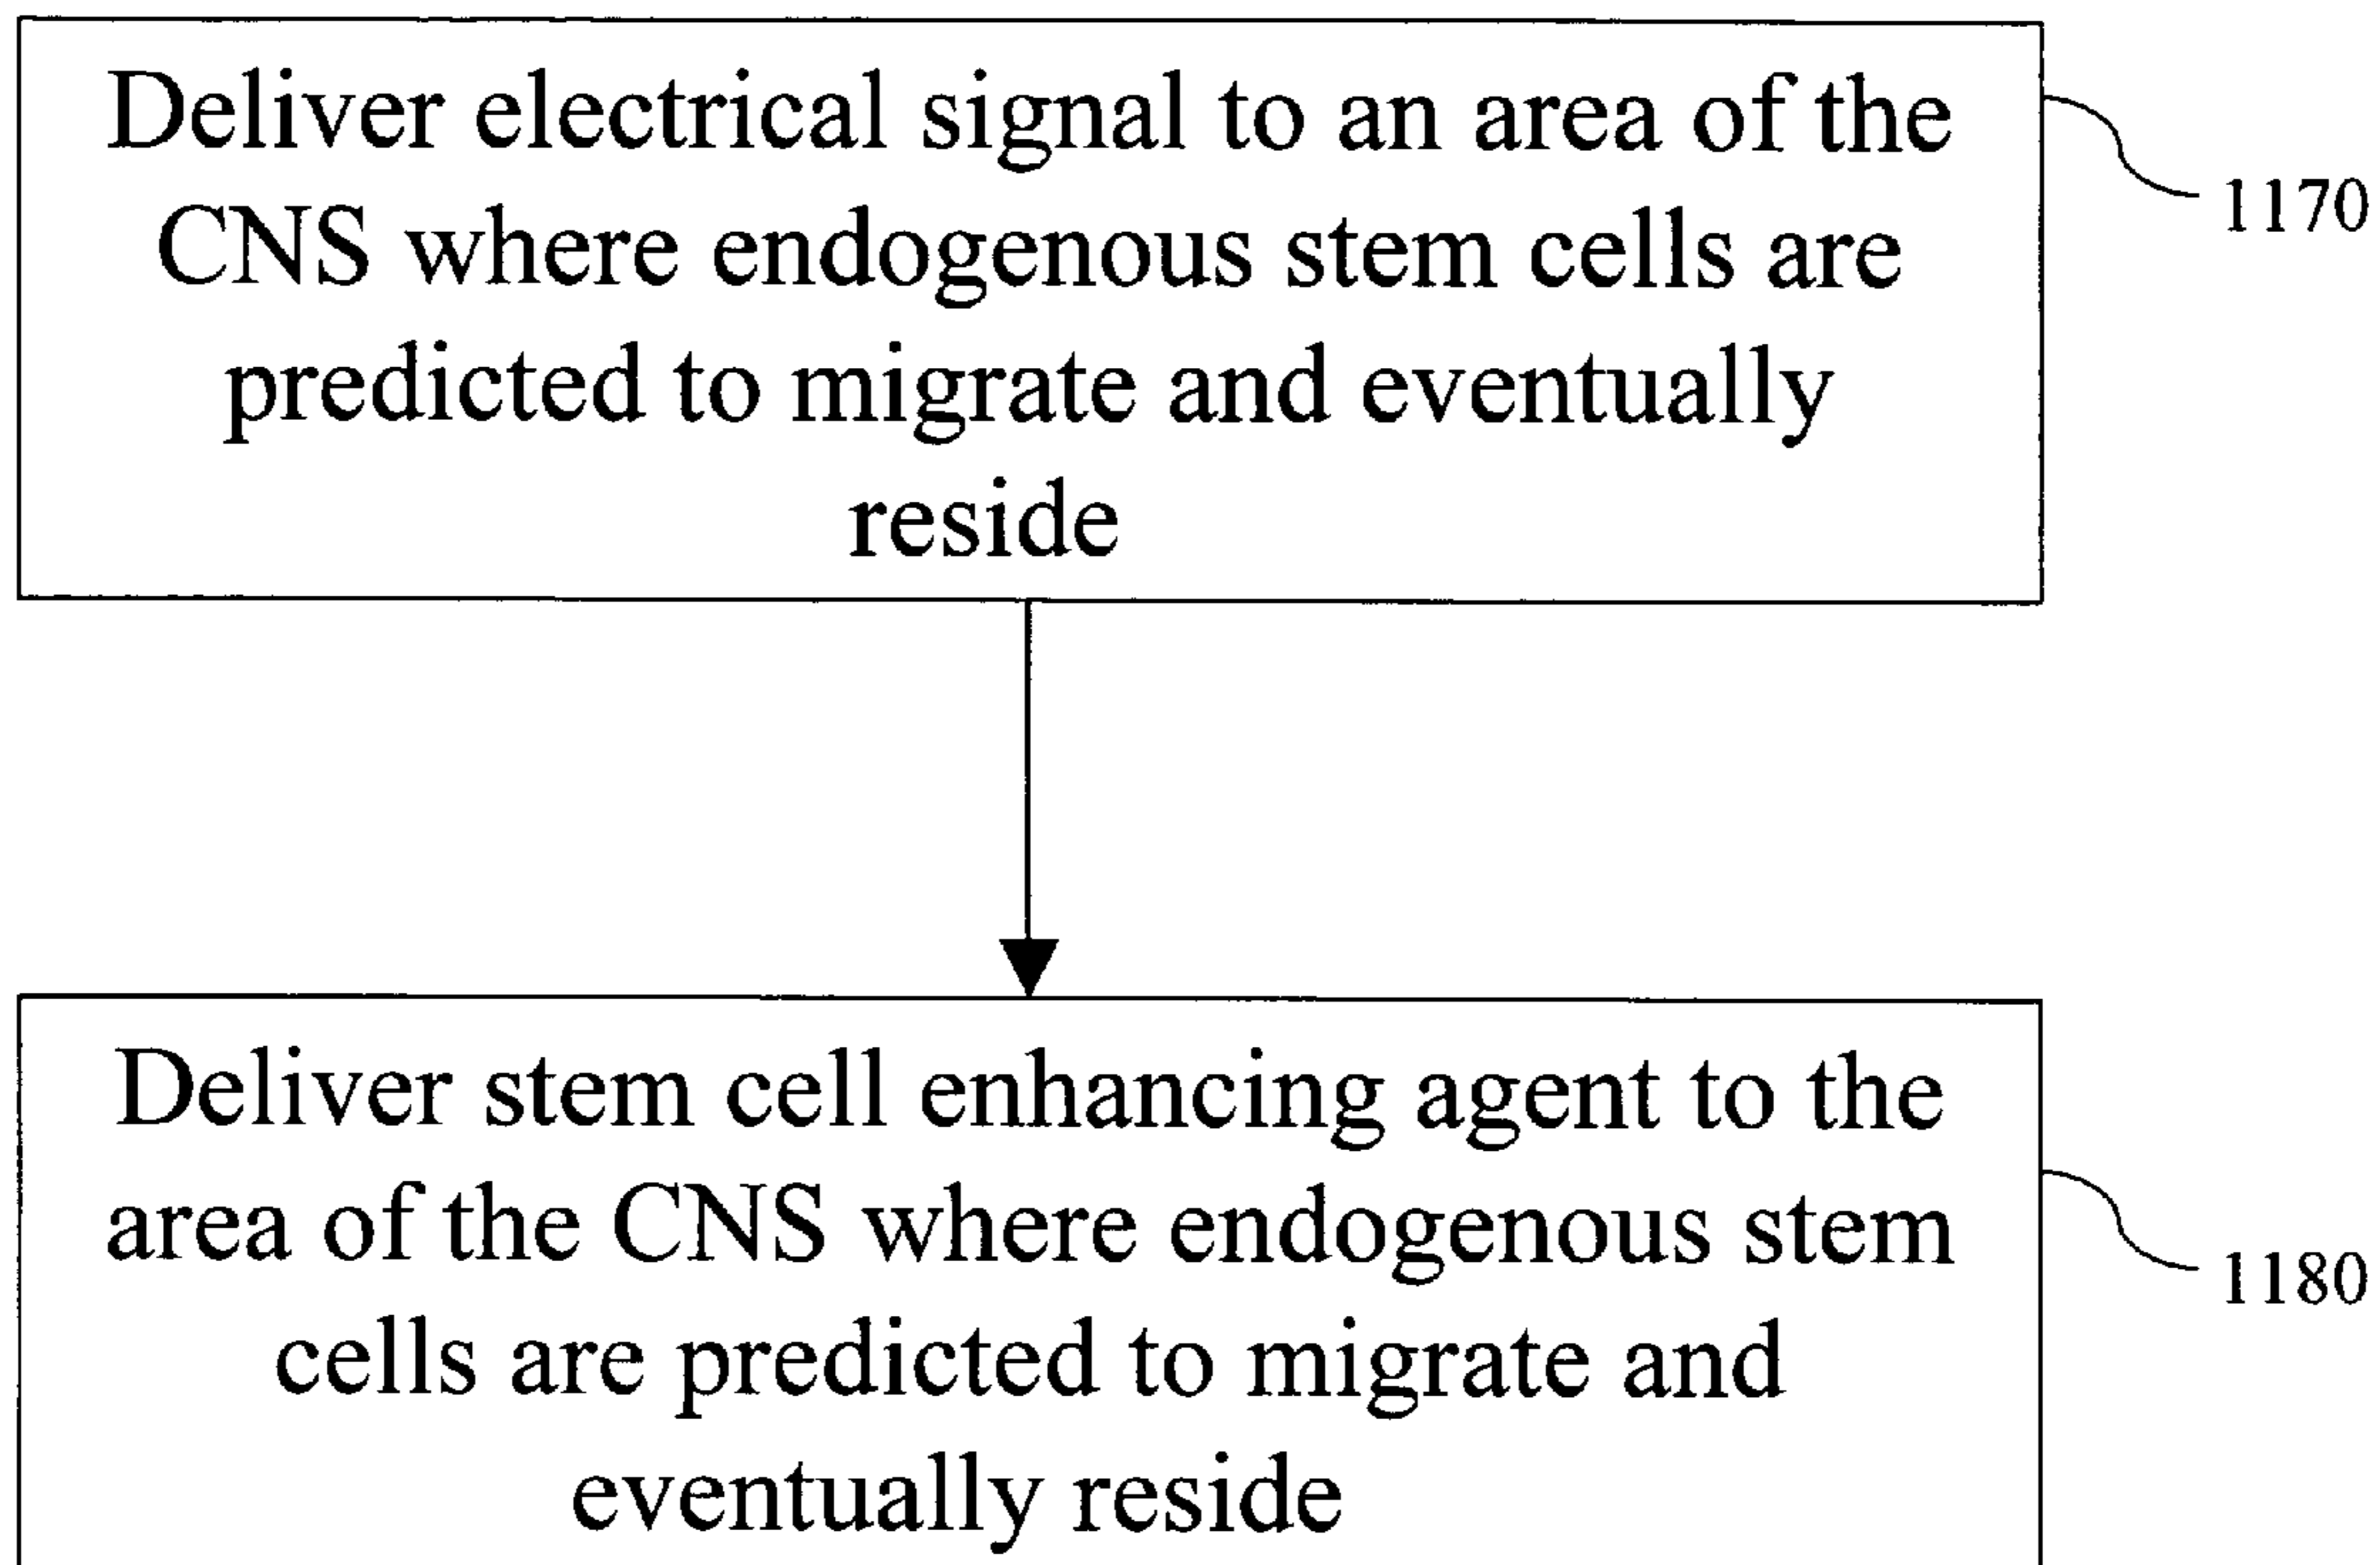 Deliver electrical signal to an area of the
CNS where endogenous stem cells are
predicted to migrate and eventually
reside
1170
Deliver stem cell enhancing agent to the
area of the CNS where endogenous stem
cells are predicted to migrate and
eventually reside
1180